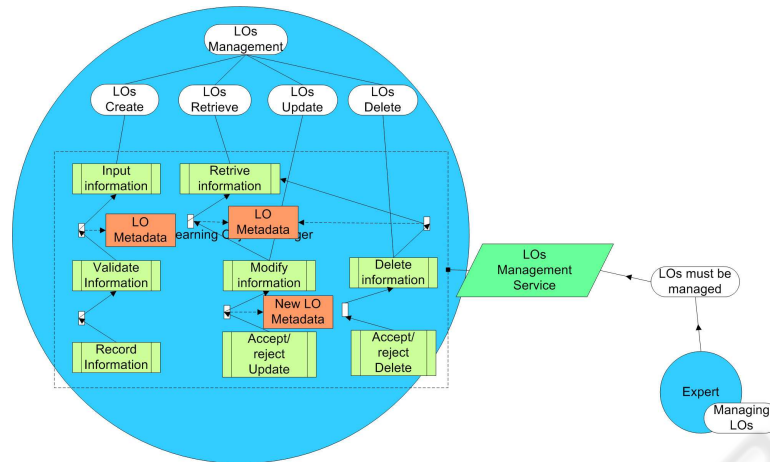 LOs
Management
LOs
Create
LOs
Retrieve
LOs
Update
LOs
Delete
Input
information
Retrive
information
LO
Metadata
LO
Metadata
Validate
Information
Modify
information
Delete
information
New LO
Metadata
Record
Information
Accept/
reject
Update
Accept/
reject
Delete
LOs
Management
Service
LOs must be
managed
Expert
Managing
LOs